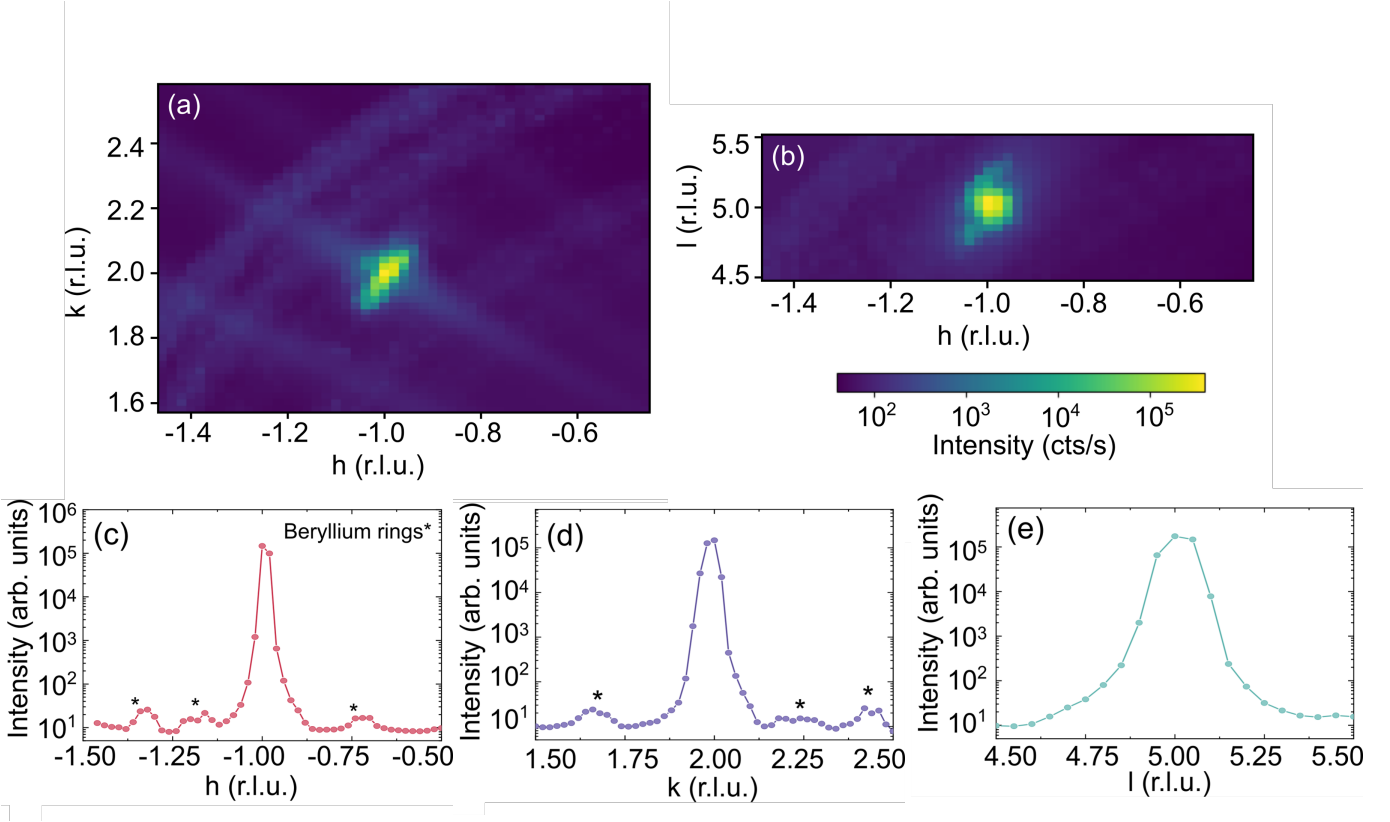 (a)
2.4
2.2
2.0
1.8
1.6
k (r.l.u.)
-1.4 -1.2 -1.0 -0.8 -0.6
h (r.l.u.)
(b)
5.5
5.0
4.5
l (r.l.u.)
-1.4 -1.2 -1.0 -0.8 -0.6
h (r.l.u.)
10² 10³ 10⁴ 10⁵
Intensity (cts/s)
(c)
Beryllium rings*
10⁶
10⁵
10⁴
10³
10²
10¹
Intensity (arb. units)
* * *
-1.50 -1.25 -1.00 -0.75 -0.50
h (r.l.u.)
(d)
10⁵
10⁴
10³
10²
10¹
Intensity (arb. units)
* * *
1.50 1.75 2.00 2.25 2.50
k (r.l.u.)
(e)
10⁵
10⁴
10³
10²
10¹
Intensity (arb. units)
4.50 4.75 5.00 5.25 5.50
l (r.l.u.)